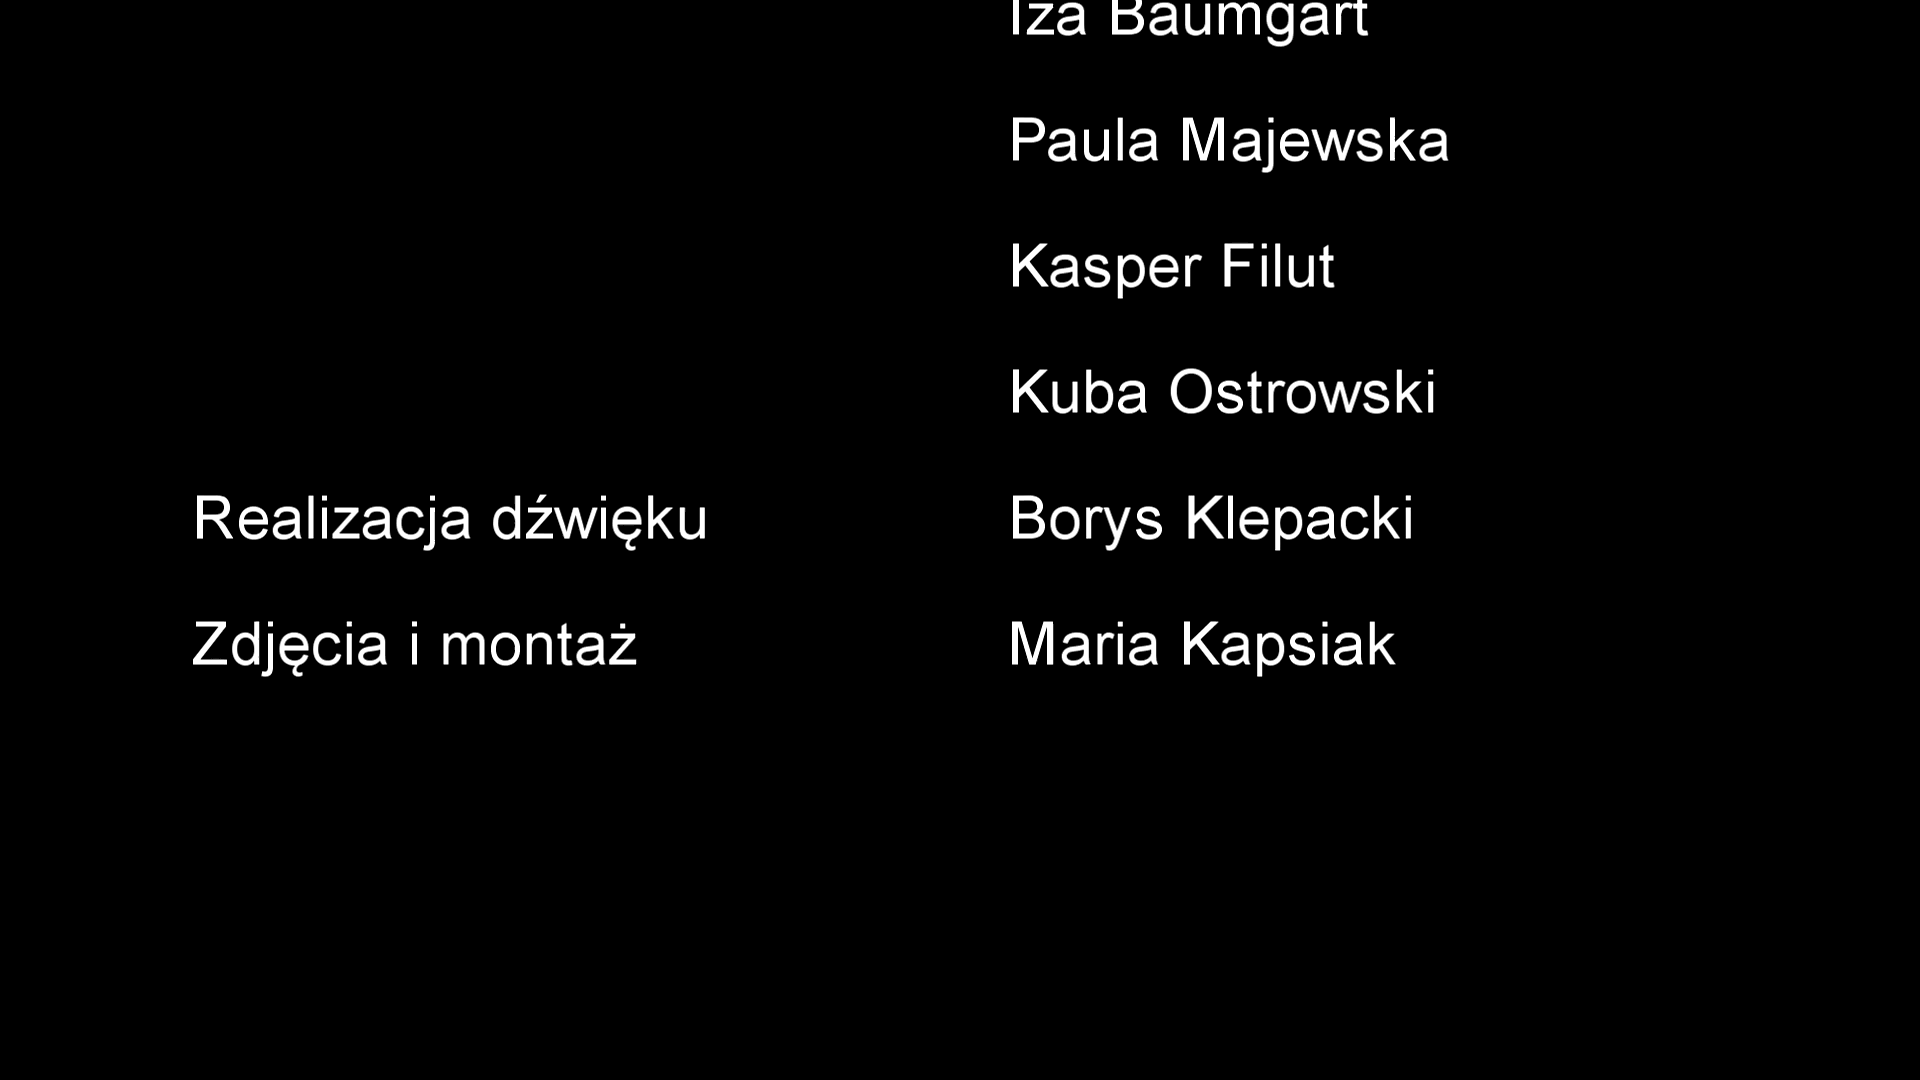 Iza Baumgart
Paula Majewska
Kasper Filut
Kuba Ostrowski
Realizacja dźwięku Borys Klepacki
Zdjęcia i montaż Maria Kapsiak